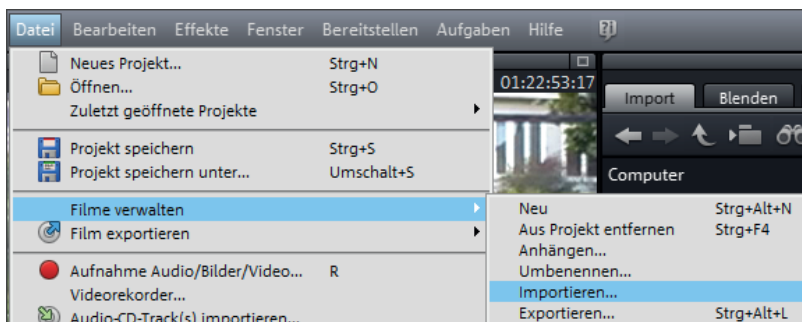 Datei Bearbeiten Effekte Fenster Bereitstellen Aufgaben Hilfe
Neues Projekt... Strg+N
Öffnen... Strg+O
Zuletzt geöffnete Projekte
Projekt speichern Strg+S
Projekt speichern unter... Umschalt+S
Filme verwalten
Film exportieren
Aufnahme Audio/Bilder/Video... R
Videorekorder...
Audio-CD-Track(s) importieren...
01:22:53:17
Import Blenden
Computer
Neu Strg+Alt+N
Aus Projekt entfernen Strg+F4
Anhängen...
Umbenennen...
Importieren...
Exportieren... Strg+Alt+L